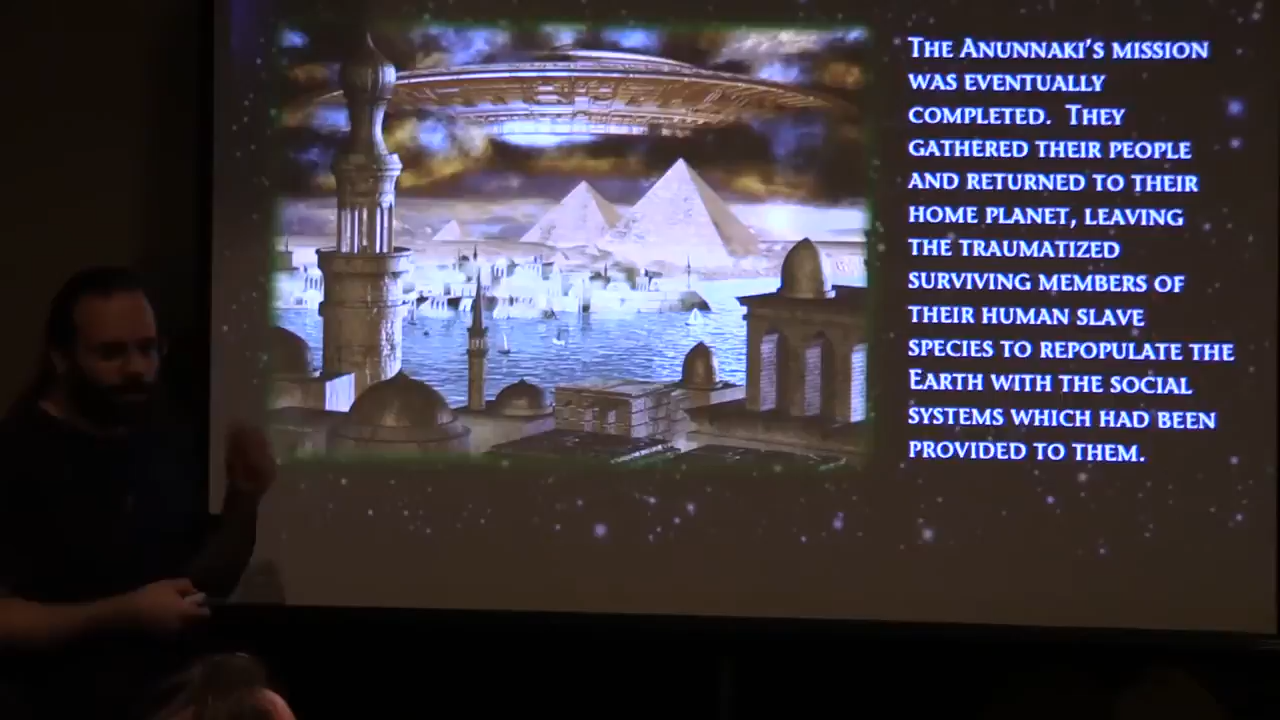 The Anunnaki's mission
was eventually
completed.  They
gathered their people
and returned to their
home planet, leaving
the traumatized
surviving members of
their human slave
species to repopulate the
Earth with the social
systems which had been
provided to them.